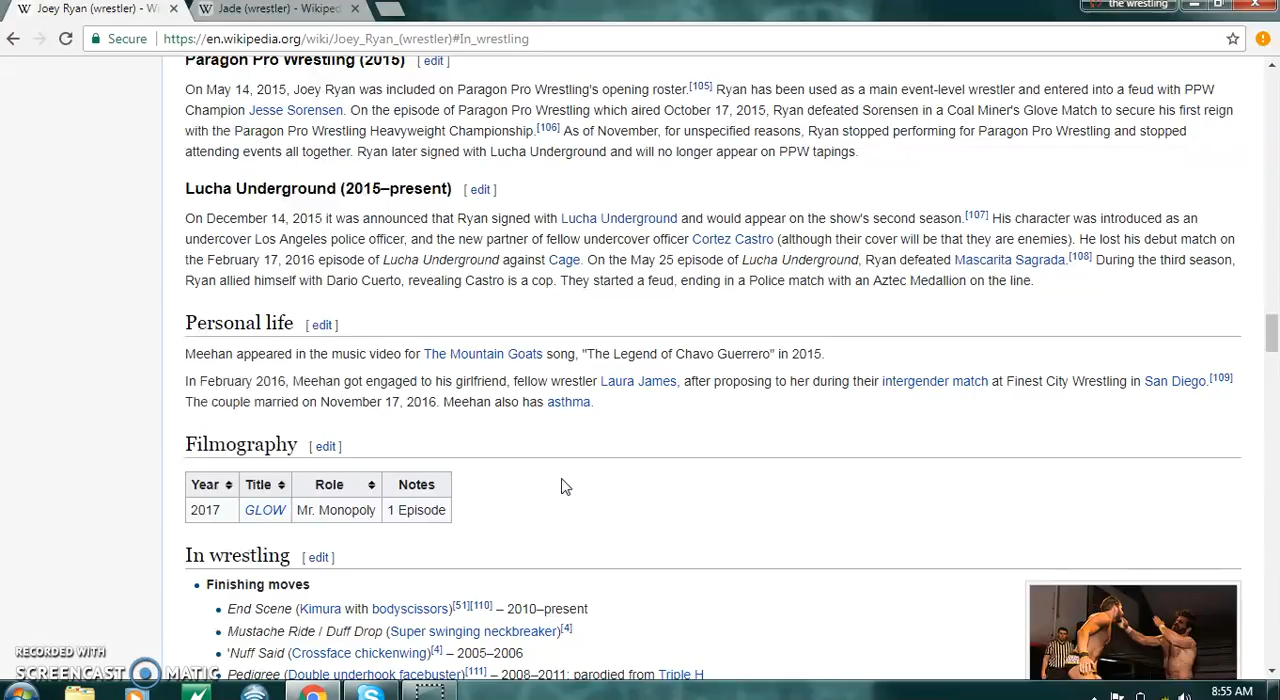 Joey Ryan (wrestler) - Wi
Jade (wrestler) - Wikiped
the wrestling
Secure
https://en.wikipedia.org/wiki/Joey_Ryan_(wrestler)#In_wrestling
Paragon Pro Wrestling (2015) [ edit ]
On May 14, 2015, Joey Ryan was included on Paragon Pro Wrestling's opening roster.[105] Ryan has been used as a main event-level wrestler and entered into a feud with PPW
Champion Jesse Sorensen. On the episode of Paragon Pro Wrestling which aired October 17, 2015, Ryan defeated Sorensen in a Coal Miner's Glove Match to secure his first reign
with the Paragon Pro Wrestling Heavyweight Championship.[106] As of November, for unspecified reasons, Ryan stopped performing for Paragon Pro Wrestling and stopped
attending events all together. Ryan later signed with Lucha Underground and will no longer appear on PPW tapings.
Lucha Underground (2015–present) [ edit ]
On December 14, 2015 it was announced that Ryan signed with Lucha Underground and would appear on the show's second season.[107] His character was introduced as an
undercover Los Angeles police officer, and the new partner of fellow undercover officer Cortez Castro (although their cover will be that they are enemies). He lost his debut match on
the February 17, 2016 episode of Lucha Underground against Cage. On the May 25 episode of Lucha Underground, Ryan defeated Mascarita Sagrada.[108] During the third season,
Ryan allied himself with Dario Cuerto, revealing Castro is a cop. They started a feud, ending in a Police match with an Aztec Medallion on the line.
Personal life [ edit ]
Meehan appeared in the music video for The Mountain Goats song, "The Legend of Chavo Guerrero" in 2015.
In February 2016, Meehan got engaged to his girlfriend, fellow wrestler Laura James, after proposing to her during their intergender match at Finest City Wrestling in San Diego.[109]
The couple married on November 17, 2016. Meehan also has asthma.
Filmography [ edit ]
Year Title Role Notes
2017 GLOW Mr. Monopoly 1 Episode
In wrestling [ edit ]
• Finishing moves
• End Scene (Kimura with bodyscissors)[51][110] – 2010–present
• Mustache Ride / Duff Drop (Super swinging neckbreaker)[4]
• 'Nuff Said (Crossface chickenwing)[4] – 2005–2006
• Pedigree (Double underhook facebuster)[111] – 2008–2011; parodied from Triple H
RECORDED WITH
SCREENCAST MATIC
8:55 AM